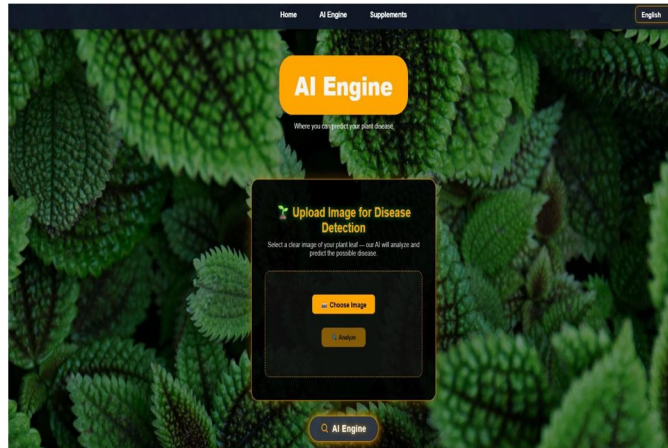 Home AI Engine Supplements English
AI Engine
Where you can predict your plant disease.
Upload Image for Disease
Detection
Select a clear image of your plant leaf — our AI will analyze and
predict the possible disease.
Choose Image
Analyze
AI Engine